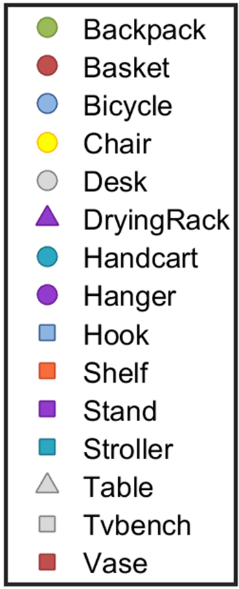 Backpack
Basket
Bicycle
Chair
Desk
DryingRack
Handcart
Hanger
Hook
Shelf
Stand
Stroller
Table
Tvbench
Vase